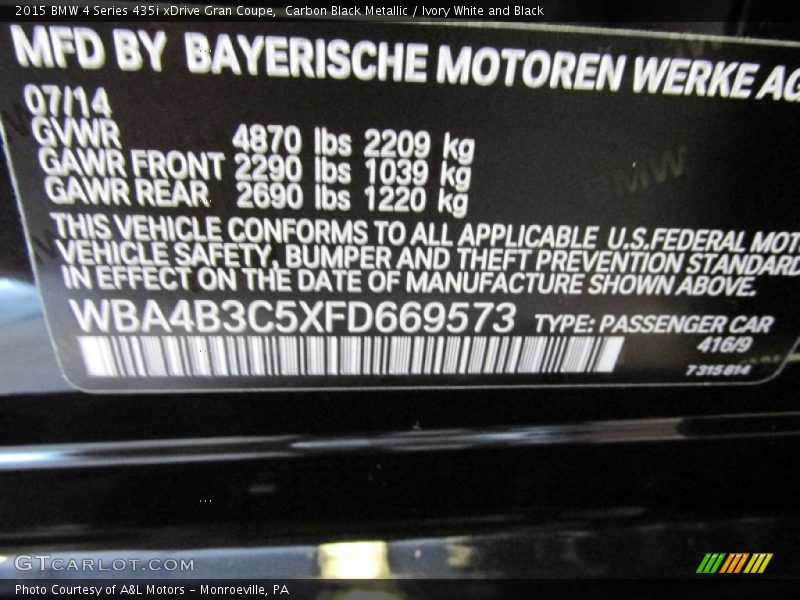 2015 BMW 4 Series 435i xDrive Gran Coupe,  Carbon Black Metallic / Ivory White and Black
MFD BY BAYERISCHE MOTOREN WERKE AG
07/14
GVWR 4870 lbs 2209 kg
GAWR FRONT 2290 lbs 1039 kg
GAWR REAR 2690 lbs 1220 kg
THIS VEHICLE CONFORMS TO ALL APPLICABLE U.S.FEDERAL MOT
VEHICLE SAFETY, BUMPER AND THEFT PREVENTION STANDARD
IN EFFECT ON THE DATE OF MANUFACTURE SHOWN ABOVE.
WBA4B3C5XFD669573 TYPE: PASSENGER CAR
416/9
7315814
BMW
GTCARLOT.COM
Photo Courtesy of A&L Motors – Monroeville, PA